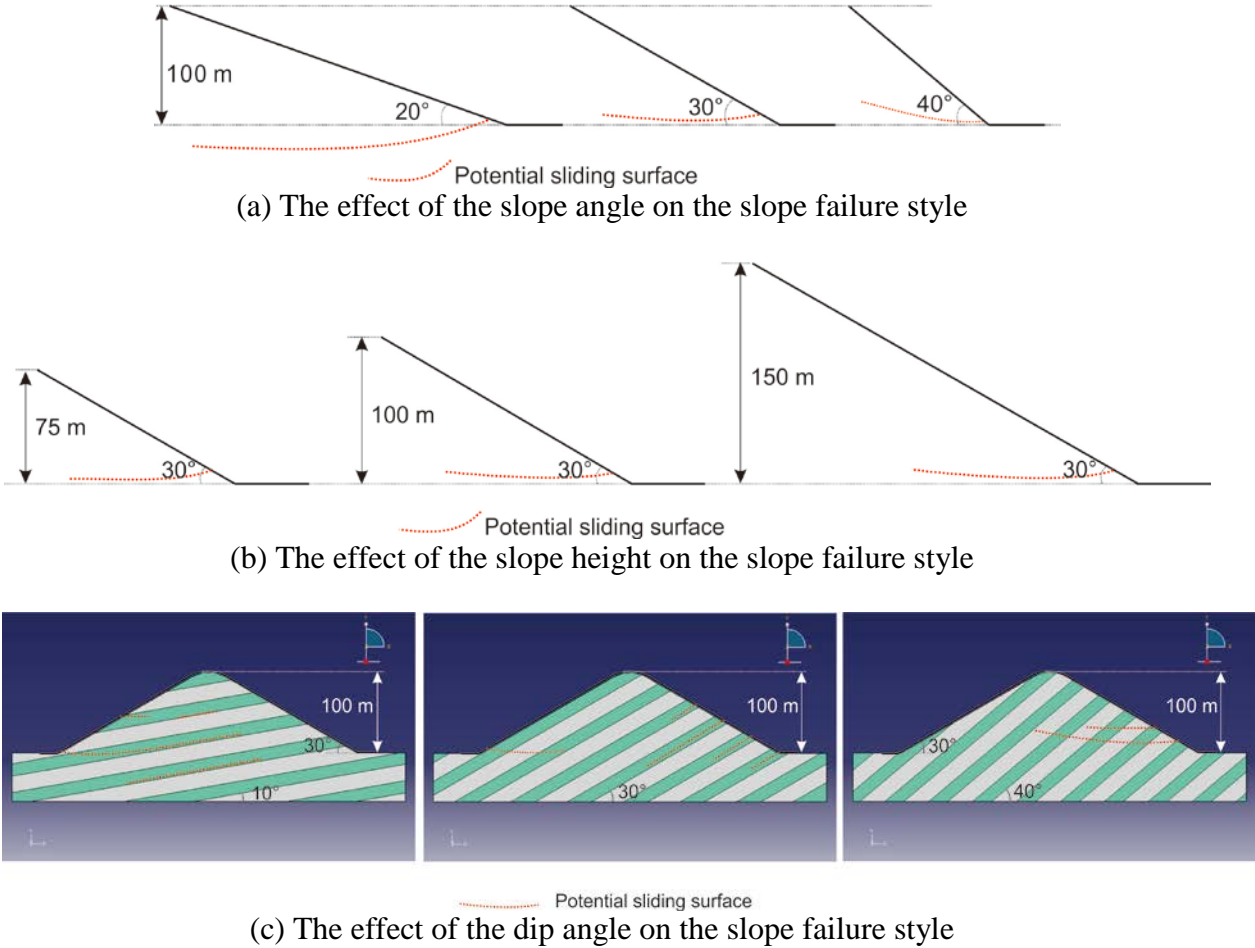 100 m
20°
30°
40°
Potential sliding surface
(a) The effect of the slope angle on the slope failure style
75 m
30°
100 m
30°
150 m
30°
Potential sliding surface
(b) The effect of the slope height on the slope failure style
100 m
30°
10°
100 m
30°
100 m
30°
40°
Potential sliding surface
(c) The effect of the dip angle on the slope failure style